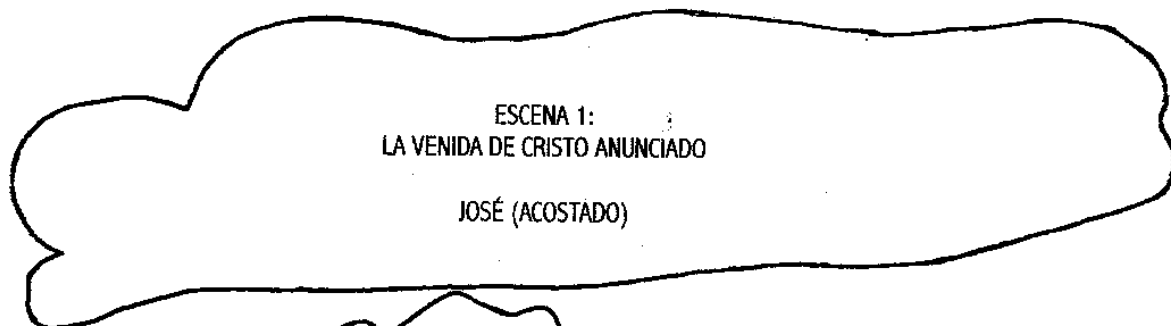 ESCENA 1:
LA VENIDA DE CRISTO ANUNCIADO
JOSÉ (ACOSTADO)